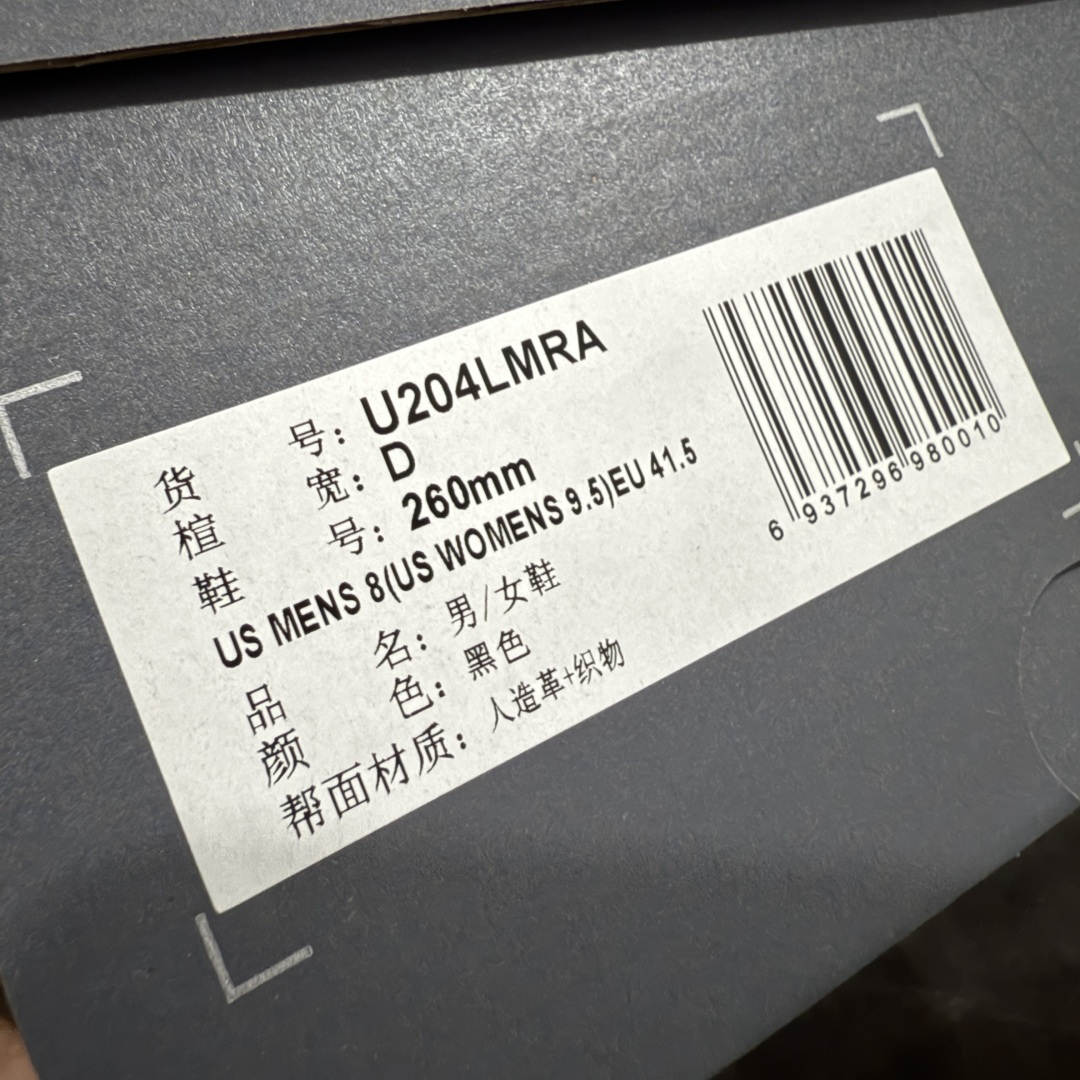 货号：U204LMRA
楦宽：D
鞋号：260mm
US MENS 8(US WOMENS 9.5)EU 41.5
品名：男/女鞋
颜色：黑色
帮面材质：人造革+织物
6 937296 980010